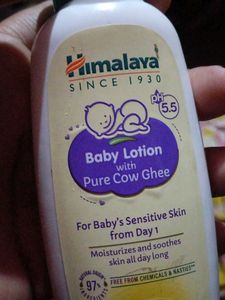 Himalaya
SINCE 1930
pH
5.5
Baby Lotion
with
Pure Cow Ghee
For Baby's Sensitive Skin
from Day 1
Moisturizes and soothes
skin all day long
97%
FREE FROM CHEMICALS & NASTIES